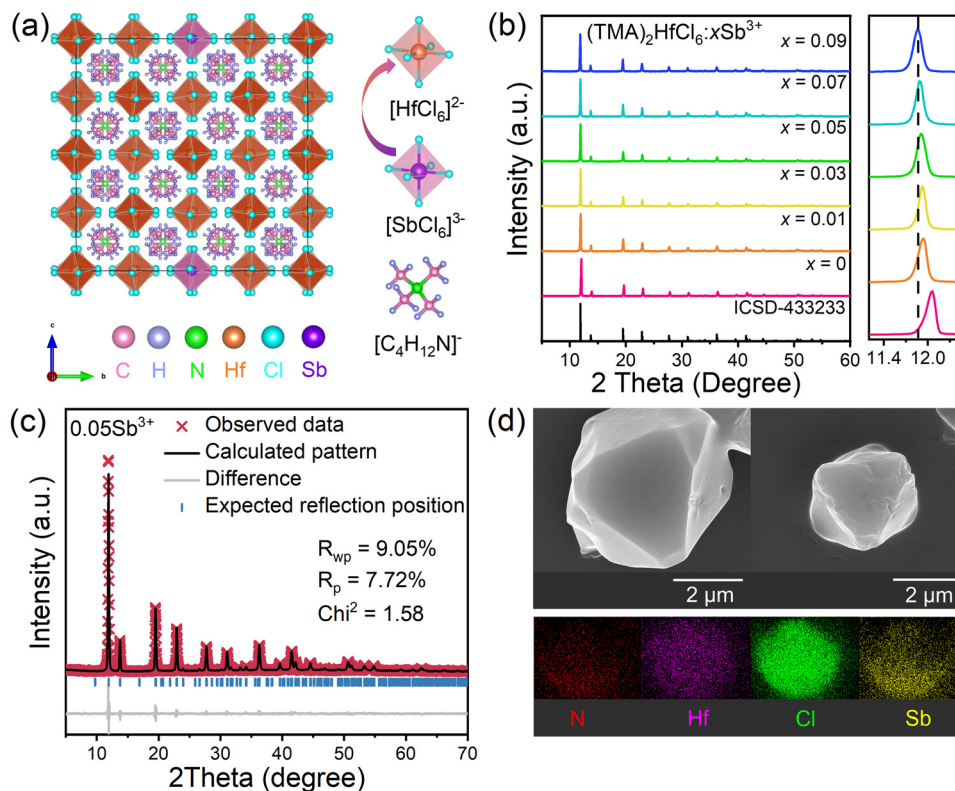 (a)
[HfCl6]2-
[SbCl6]3-
[C4H12N]-
c
b
C H N Hf Cl Sb
(b)
Intensity (a.u.)
(TMA)2HfCl6:xSb3+
x = 0.09
x = 0.07
x = 0.05
x = 0.03
x = 0.01
x = 0
ICSD-433233
0 10 20 30 40 50 60
2 Theta (Degree)
11.4 12.0
(c)
Intensity (a.u.)
0.05Sb3+
Observed data
Calculated pattern
Difference
Expected reflection position
Rwp = 9.05%
Rp = 7.72%
Chi2 = 1.58
10 20 30 40 50 60 70
2Theta (degree)
(d)
2 μm
2 μm
N Hf Cl Sb